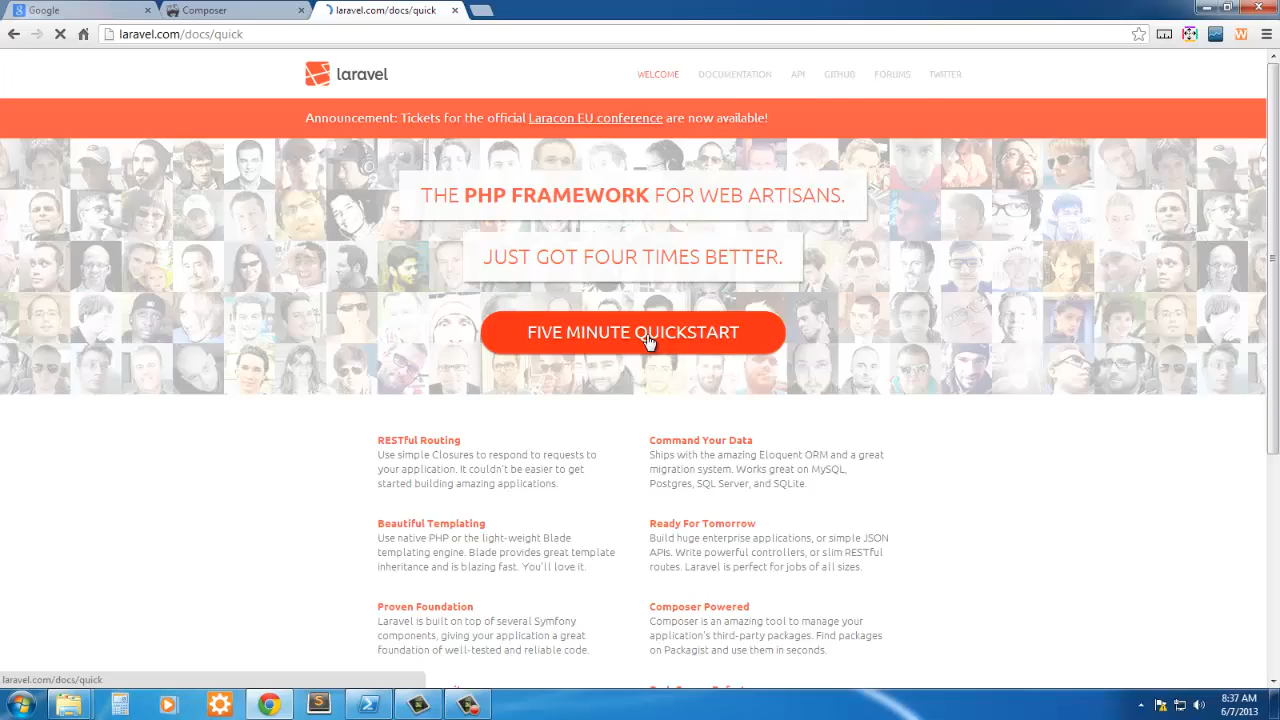 Google
Composer
laravel.com/docs/quick
laravel.com/docs/quick
laravel
WELCOME
DOCUMENTATION
API
GITHUB
FORUMS
TWITTER
Announcement: Tickets for the official Laracon EU conference are now available!
THE PHP FRAMEWORK FOR WEB ARTISANS.
JUST GOT FOUR TIMES BETTER.
FIVE MINUTE QUICKSTART
RESTful Routing
Use simple Closures to respond to requests to
your application. It couldn't be easier to get
started building amazing applications.
Command Your Data
Ships with the amazing Eloquent ORM and a great
migration system. Works great on MySQL,
Postgres, SQL Server, and SQLite.
Beautiful Templating
Use native PHP or the light-weight Blade
templating engine. Blade provides great template
inheritance and is blazing fast. You'll love it.
Ready For Tomorrow
Build huge enterprise applications, or simple JSON
APIs. Write powerful controllers, or slim RESTful
routes. Laravel is perfect for jobs of all sizes.
Proven Foundation
Laravel is built on top of several Symfony
components, giving your application a great
foundation of well-tested and reliable code.
Composer Powered
Composer is an amazing tool to manage your
application's third-party packages. Find packages
on Packagist and use them in seconds.
laravel.com/docs/quick
8:37 AM
6/7/2013